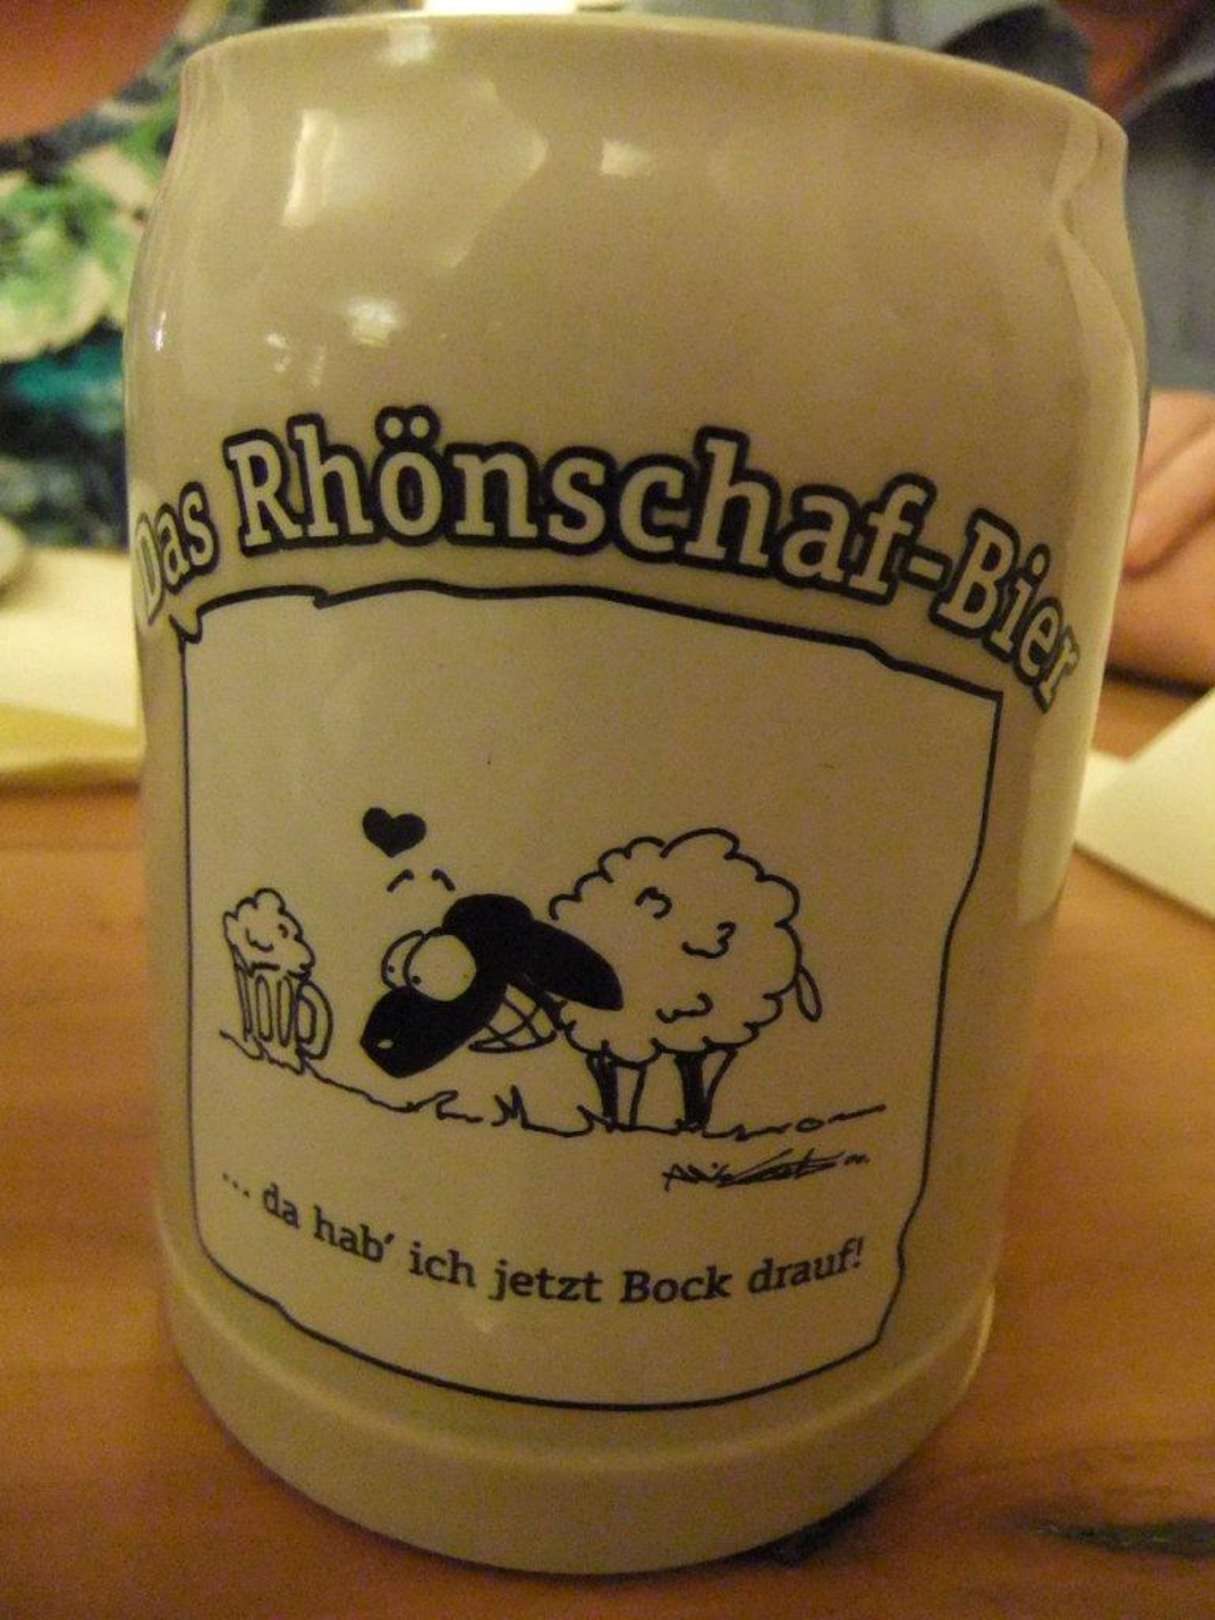 Das Rhönschaf-Bier
... da hab' ich jetzt Bock drauf!